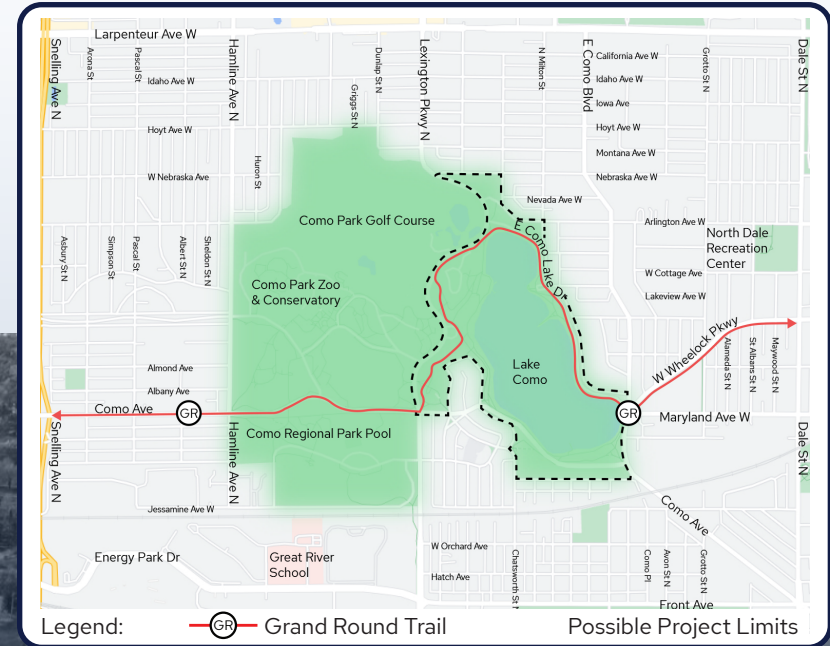 Larpenteur Ave W
Snelling Ave N
Arona St
Pascal St
Hamline Ave N
Dunlap St N
Griggs St N
Lexington Pkwy N
N Milton St
E Como Blvd
Grotto St N
Dale St N
Idaho Ave W
Hoyt Ave W
W Nebraska Ave
Huron St
California Ave W
Idaho Ave W
Iowa Ave
Hoyt Ave W
Montana Ave W
Nebraska Ave W
Nevada Ave W
Arlington Ave W
North Dale
Recreation
Center
W Cottage Ave
Lakeview Ave W
Asbury St N
Simpson St
Pascal St
Albert St N
Sheldon St N
Como Park Golf Course
Como Park Zoo
& Conservatory
E Como Lake Dr
Lake
Como
W Wheelock Pkwy
Alameda St N
St Albans St N
Maywood St N
Almond Ave
Albany Ave
Como Ave
GR
GR
Maryland Ave W
Como Regional Park Pool
Snelling Ave N
Hamline Ave N
Dale St N
Jessamine Ave W
Como Ave
Energy Park Dr
Great River
School
W Orchard Ave
Hatch Ave
Chatsworth St N
Como Pl
Avon St N
Grotto St N
Front Ave
Legend:
GR
Grand Round Trail
Possible Project Limits